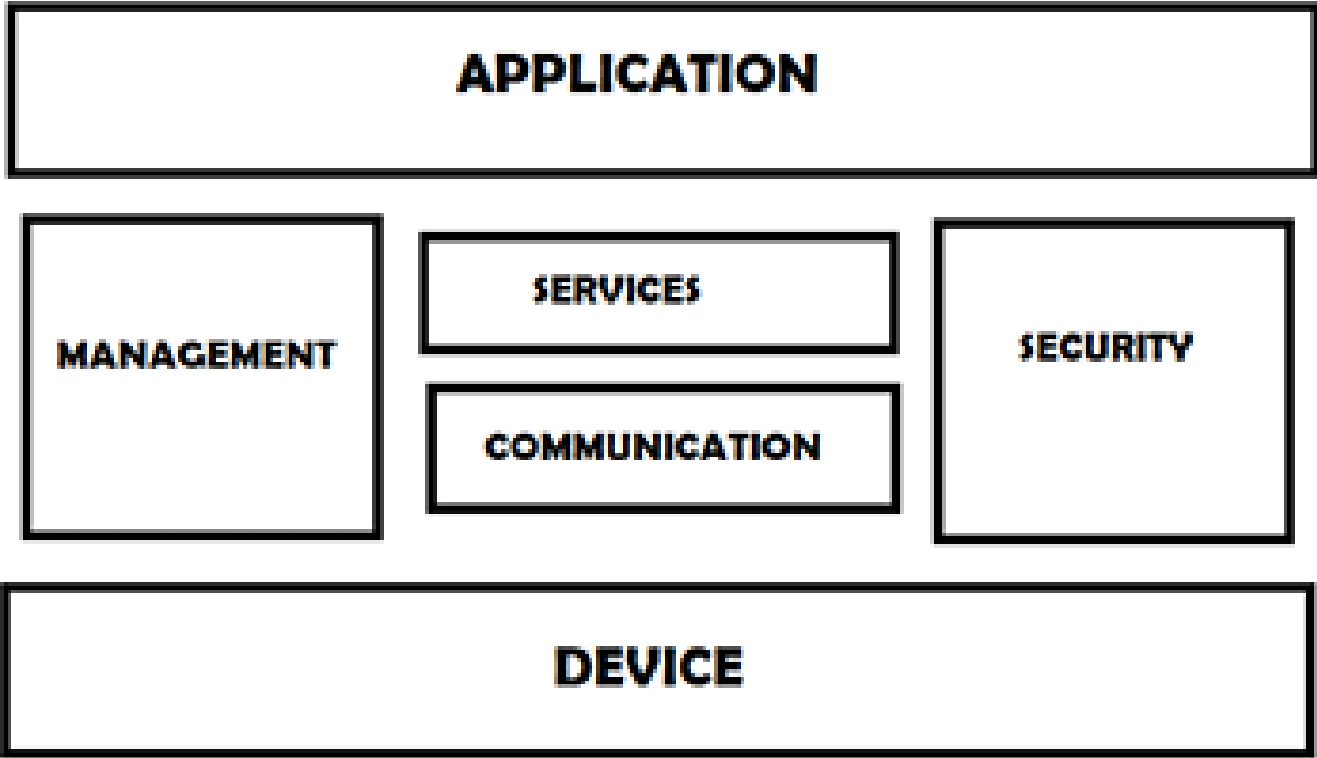 APPLICATION
MANAGEMENT
SERVICES
COMMUNICATION
SECURITY
DEVICE